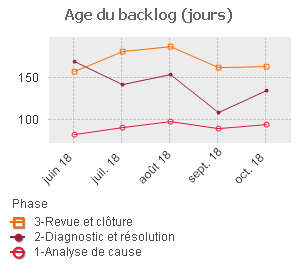 Age du backlog (jours)
150
100
juin 18
juil. 18
août 18
sept. 18
oct. 18
Phase
3-Revue et clôture
2-Diagnostic et résolution
1-Analyse de cause